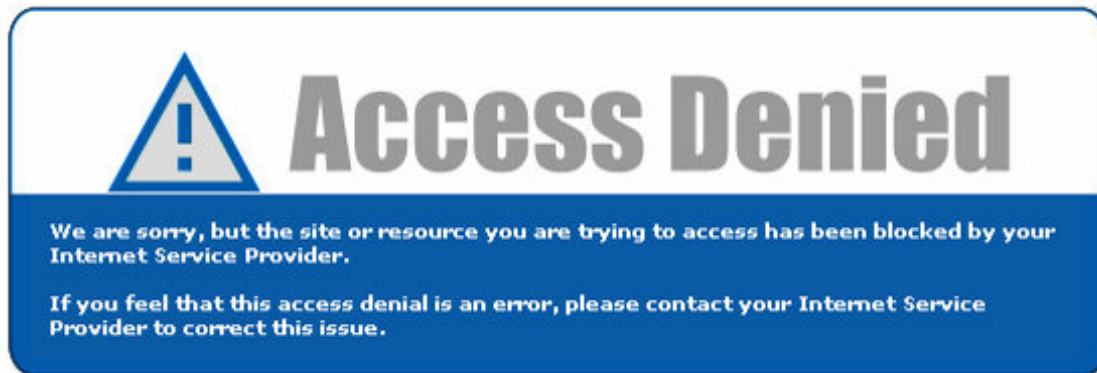 Access Denied
We are sorry, but the site or resource you are trying to access has been blocked by your
Internet Service Provider.
If you feel that this access denial is an error, please contact your Internet Service
Provider to correct this issue.